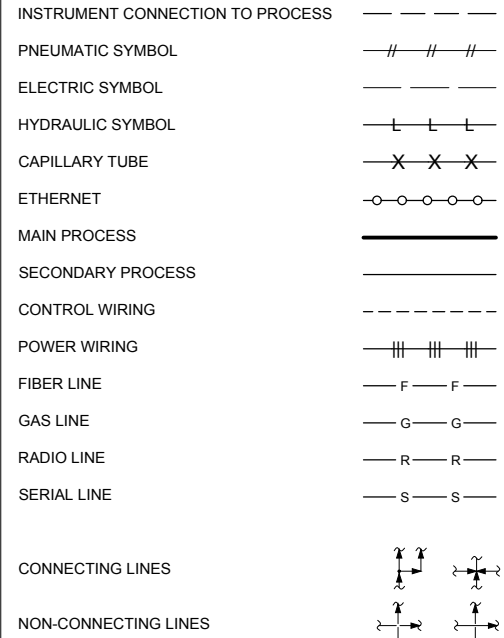 INSTRUMENT CONNECTION TO PROCESS
PNEUMATIC SYMBOL // // //
ELECTRIC SYMBOL
HYDRAULIC SYMBOL L L L
CAPILLARY TUBE X X X
ETHERNET
MAIN PROCESS
SECONDARY PROCESS
CONTROL WIRING
POWER WIRING
FIBER LINE F F
GAS LINE G G
RADIO LINE R R
SERIAL LINE S S
CONNECTING LINES
NON-CONNECTING LINES